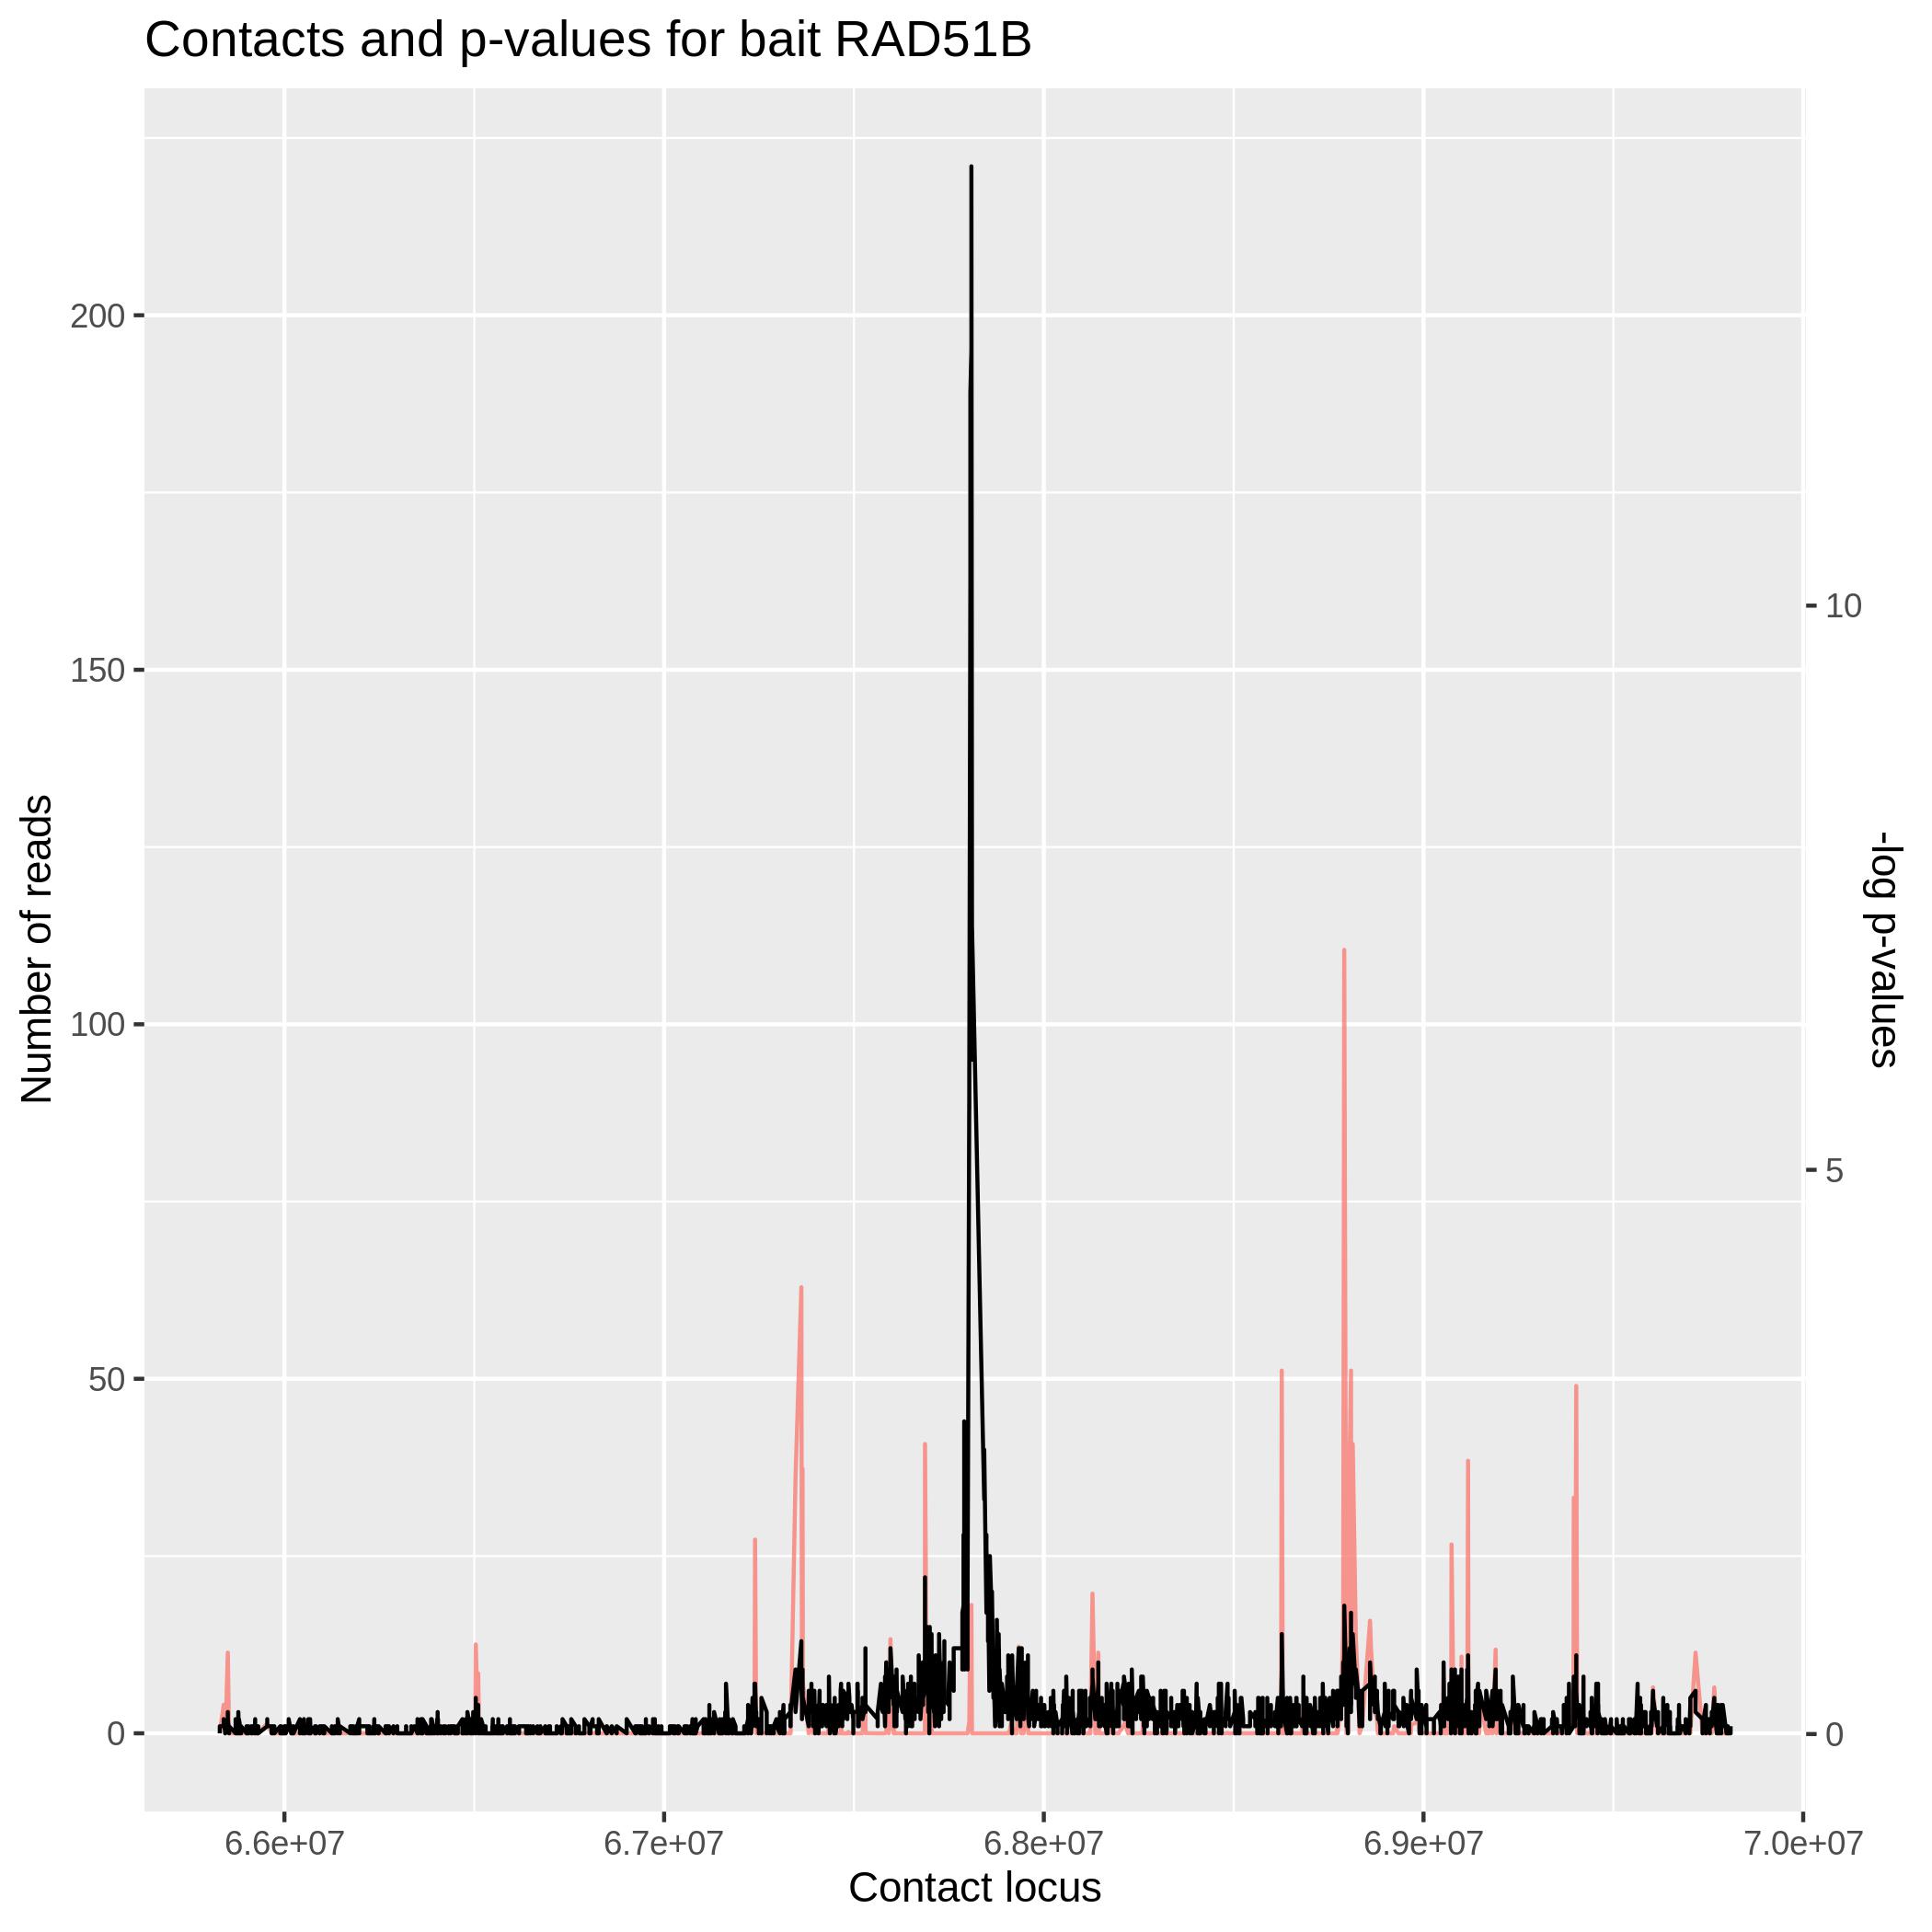 Contacts and p-values for bait RAD51B
200
150
100
50
0
Number of reads
10
5
0
-log p-values
6.6e+07
6.7e+07
6.8e+07
6.9e+07
7.0e+07
Contact locus